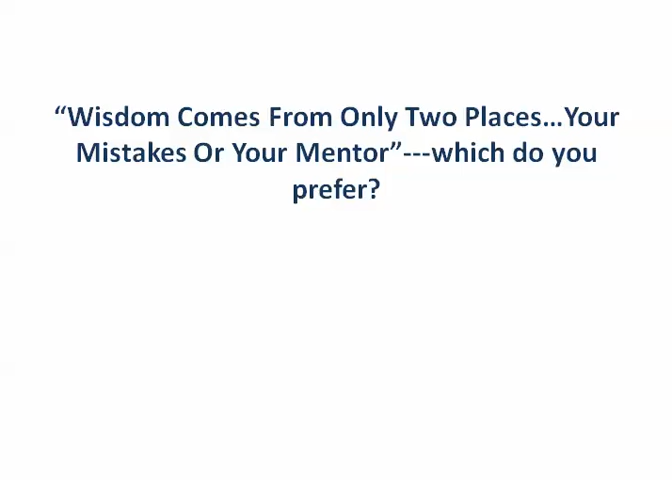 “Wisdom Comes From Only Two Places…Your
Mistakes Or Your Mentor”---which do you
prefer?